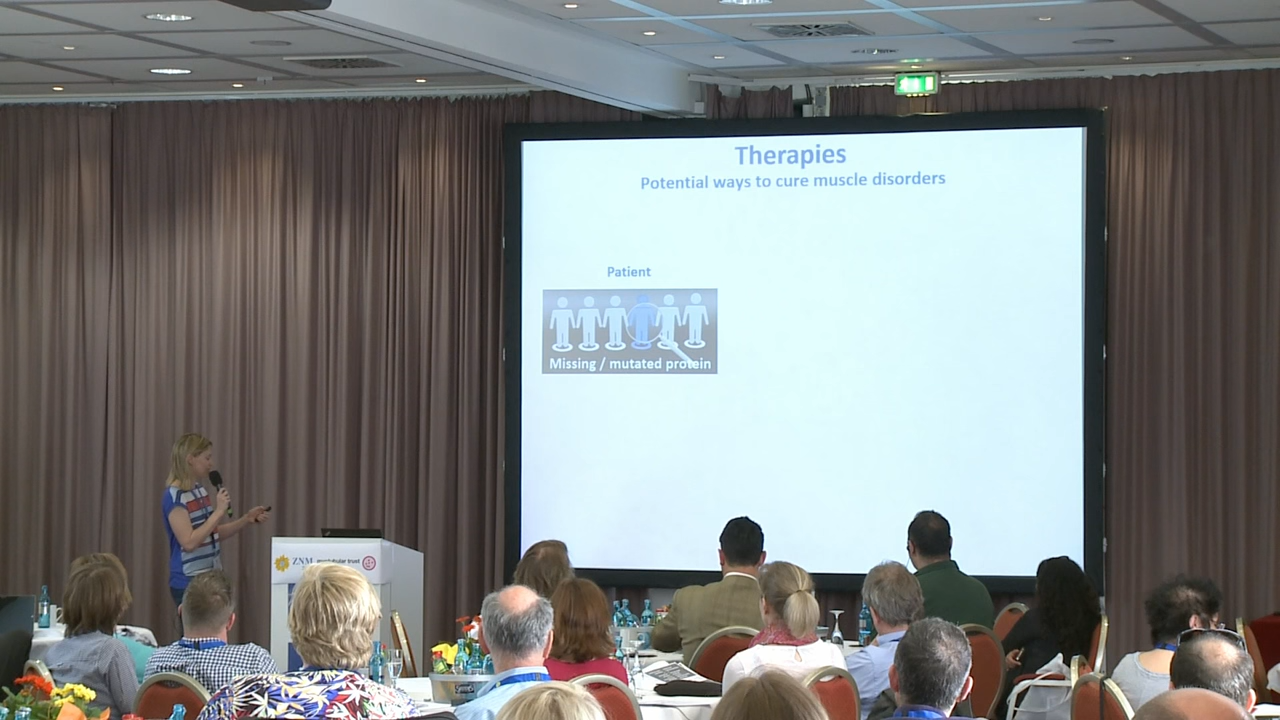 Therapies
Potential ways to cure muscle disorders
Patient
Missing / mutated protein
ZNM